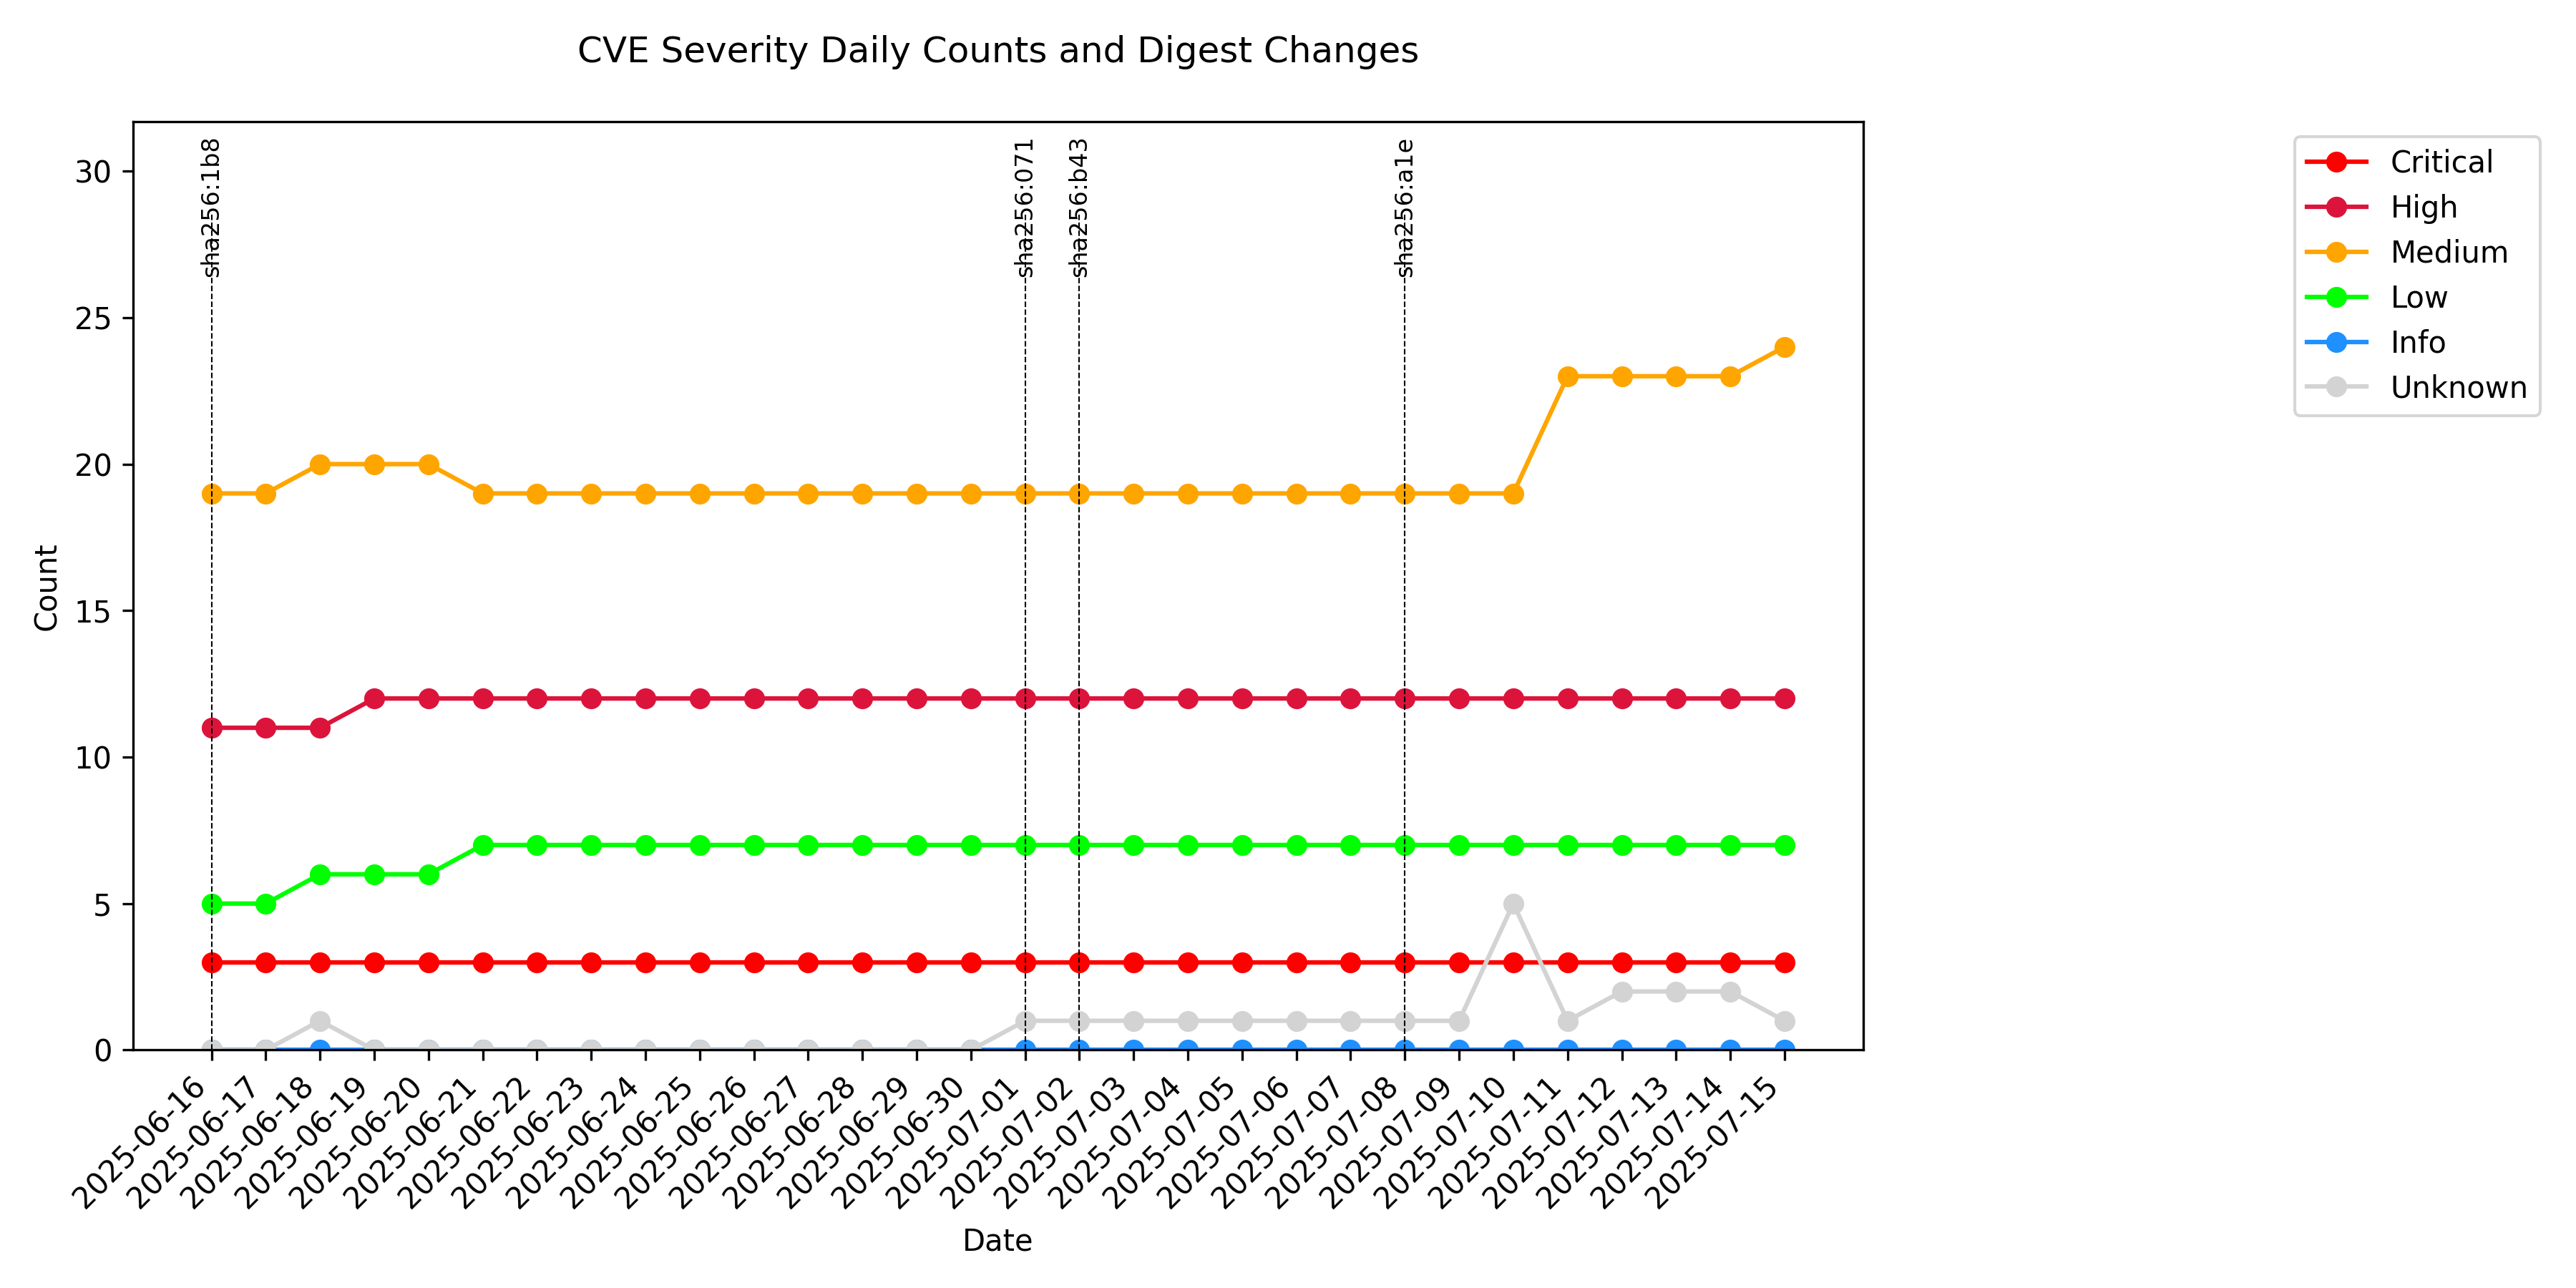 CVE Severity Daily Counts and Digest Changes
sha256:1b8
sha256:071
sha256:b43
sha256:a1e
Critical
High
Medium
Low
Info
Unknown
Count
30
25
20
15
10
5
0
2025-06-16
2025-06-17
2025-06-18
2025-06-19
2025-06-20
2025-06-21
2025-06-22
2025-06-23
2025-06-24
2025-06-25
2025-06-26
2025-06-27
2025-06-28
2025-06-29
2025-06-30
2025-07-01
2025-07-02
2025-07-03
2025-07-04
2025-07-05
2025-07-06
2025-07-07
2025-07-08
2025-07-09
2025-07-10
2025-07-11
2025-07-12
2025-07-13
2025-07-14
2025-07-15
Date